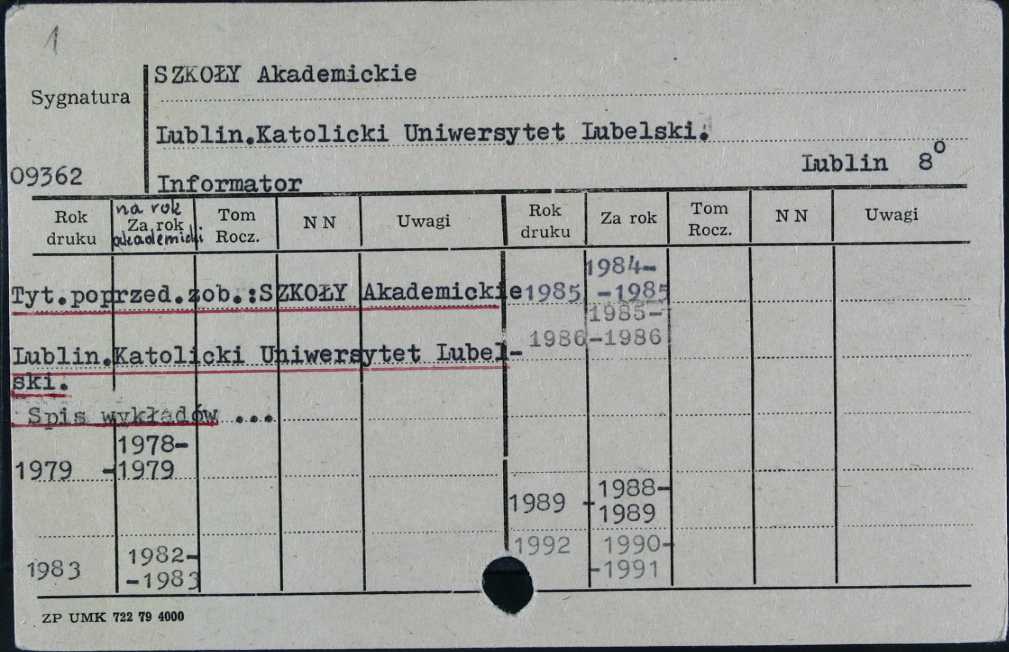 1
SZKOŁY Akademickie
Sygnatura
Lublin.Katolicki Uniwersytet Lubelski.
Lublin 8°
09362
Informator
Rok druku
na rok
Za rok
akademicki
Tom Rocz.
N N
Uwagi
Rok druku
Za rok
Tom Rocz.
N N
Uwagi
Tyt.poprzed.zob.:SZKOŁY Akademickie
Lublin.Katolicki Uniwersytet Lubel-
ski.
Spis wykładów ...
1978-
1979 -1979
1982-
1983 -1983
1984-
1985 -1985
1985-
1986 -1986
1988-
1989 -1989
1992 1990-
-1991
ZP UMK 722 79 4000